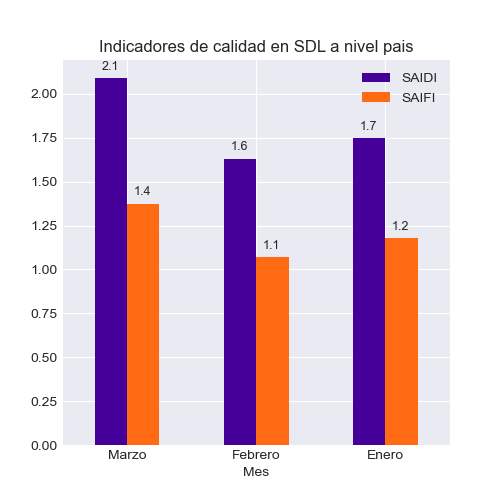 Indicadores de calidad en SDL a nivel pais
SAIDI
SAIFI
2.1
1.4
1.6
1.1
1.7
1.2
2.00
1.75
1.50
1.25
1.00
0.75
0.50
0.25
0.00
Marzo
Febrero
Enero
Mes